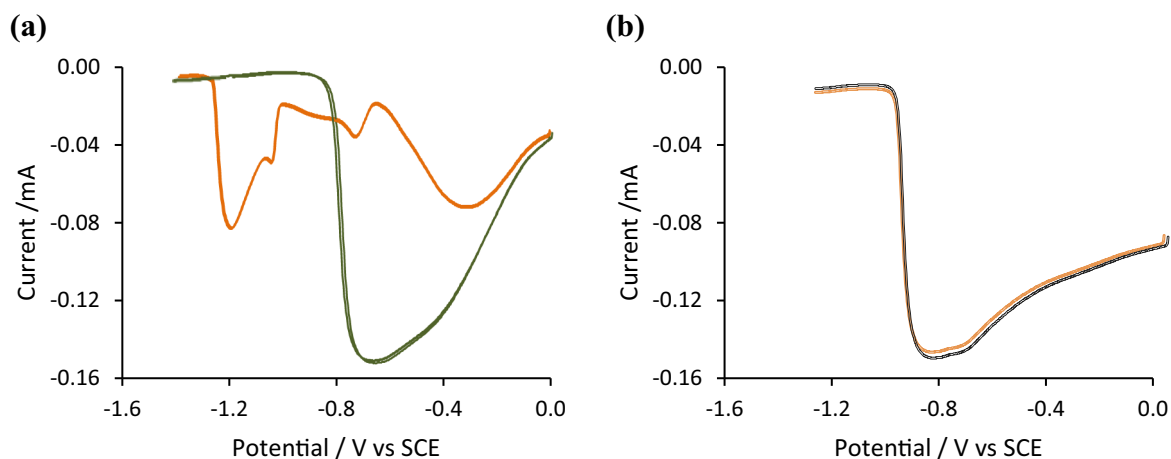 (a)
0.00
-0.04
-0.08
-0.12
-0.16
Current /mA
-1.6 -1.2 -0.8 -0.4 0.0
Potential / V vs SCE
(b)
0.00
-0.04
-0.08
-0.12
-0.16
Current /mA
-1.6 -1.2 -0.8 -0.4 0.0
Potential / V vs SCE